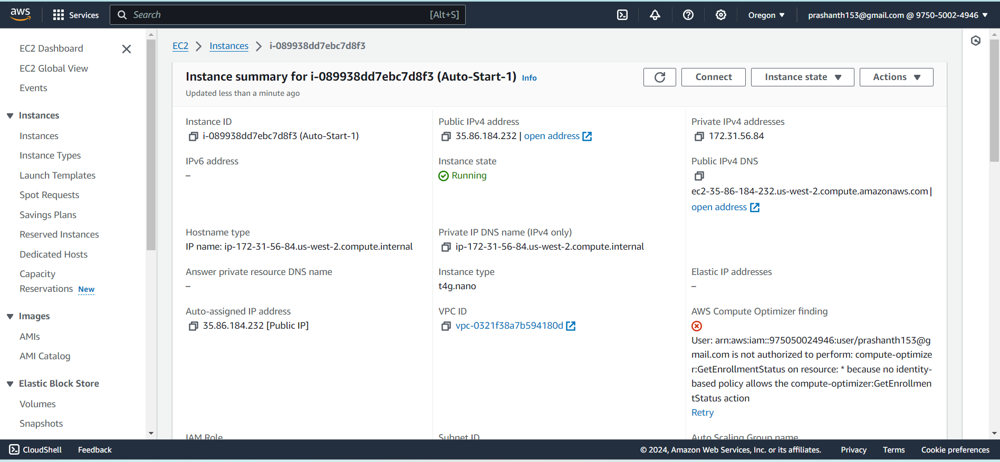 aws
Services
Search
[Alt+S]
Oregon
prashanth153@gmail.com @ 9750-5002-4946
EC2 Dashboard
EC2 Global View
Events
Instances
Instances
Instance Types
Launch Templates
Spot Requests
Savings Plans
Reserved Instances
Dedicated Hosts
Capacity
Reservations New
Images
AMIs
AMI Catalog
Elastic Block Store
Volumes
Snapshots
EC2 Instances i-089938dd7ebc7d8f3
Instance summary for i-089938dd7ebc7d8f3 (Auto-Start-1) Info
Updated less than a minute ago
Connect
Instance state
Actions
Instance ID
i-089938dd7ebc7d8f3 (Auto-Start-1)
Public IPv4 address
35.86.184.232 | open address
Private IPv4 addresses
172.31.56.84
IPv6 address
–
Instance state
Running
Public IPv4 DNS
ec2-35-86-184-232.us-west-2.compute.amazonaws.com |
open address
Hostname type
IP name: ip-172-31-56-84.us-west-2.compute.internal
Private IP DNS name (IPv4 only)
ip-172-31-56-84.us-west-2.compute.internal
Answer private resource DNS name
–
Instance type
t4g.nano
Elastic IP addresses
–
Auto-assigned IP address
35.86.184.232 [Public IP]
VPC ID
vpc-0321f38a7b594180d
AWS Compute Optimizer finding
User: arn:aws:iam::975050024946:user/prashanth153@g
mail.com is not authorized to perform: compute-optimize
r:GetEnrollmentStatus on resource: * because no identity-
based policy allows the compute-optimizer:GetEnrollmen
tStatus action
Retry
IAM Role
Subnet ID
Auto Scaling Group name
CloudShell
Feedback
© 2024, Amazon Web Services, Inc. or its affiliates.
Privacy
Terms
Cookie preferences